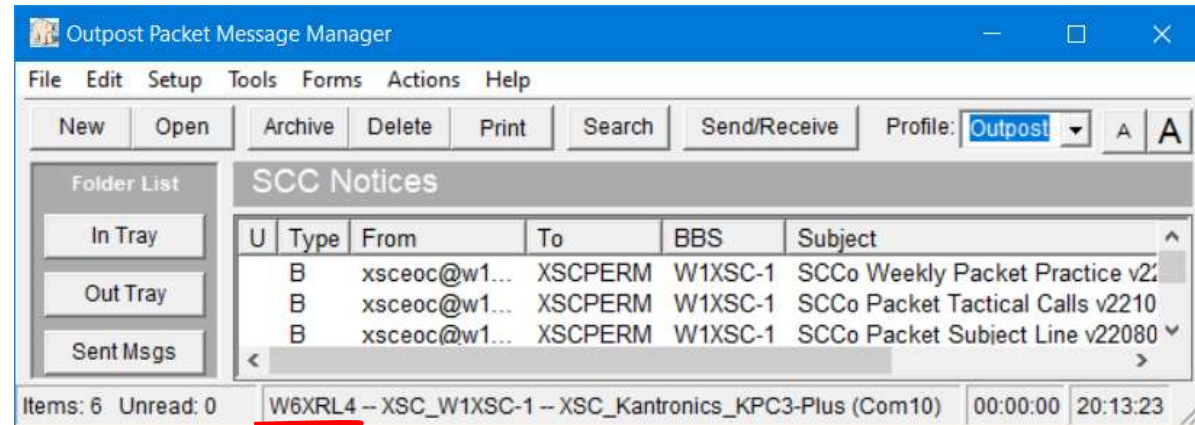 Outpost Packet Message Manager
File Edit Setup Tools Forms Actions Help
New Open Archive Delete Print Search Send/Receive Profile: Outpost A A
Folder List SCC Notices
In Tray
Out Tray
Sent Msgs
U Type From To BBS Subject
B xsceoc@w1... XSCPERM W1XSC-1 SCCo Weekly Packet Practice v22
B xsceoc@w1... XSCPERM W1XSC-1 SCCo Packet Tactical Calls v2210
B xsceoc@w1... XSCPERM W1XSC-1 SCCo Packet Subject Line v22080
Items: 6 Unread: 0 W6XRL4 -- XSC_W1XSC-1 -- XSC_Kantronics_KPC3-Plus (Com10) 00:00:00 20:13:23